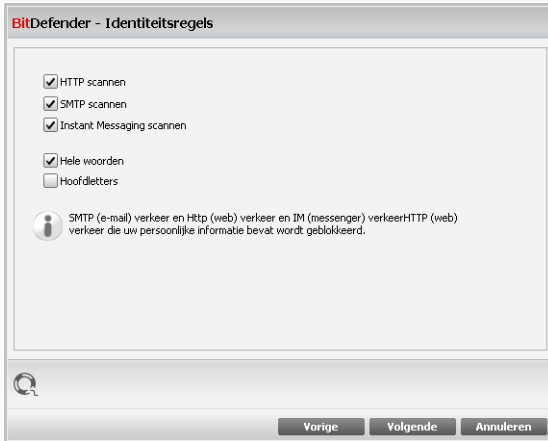 BitDefender - Identiteitsregels
HTTP scannen
SMTP scannen
Instant Messaging scannen
Hele woorden
Hoofdletters
SMTP (e-mail) verkeer en Http (web) verkeer en IM (messenger) verkeerHTTP (web)
verkeer die uw persoonlijke informatie bevat wordt geblokkeerd.
Vorige Volgende Annuleren